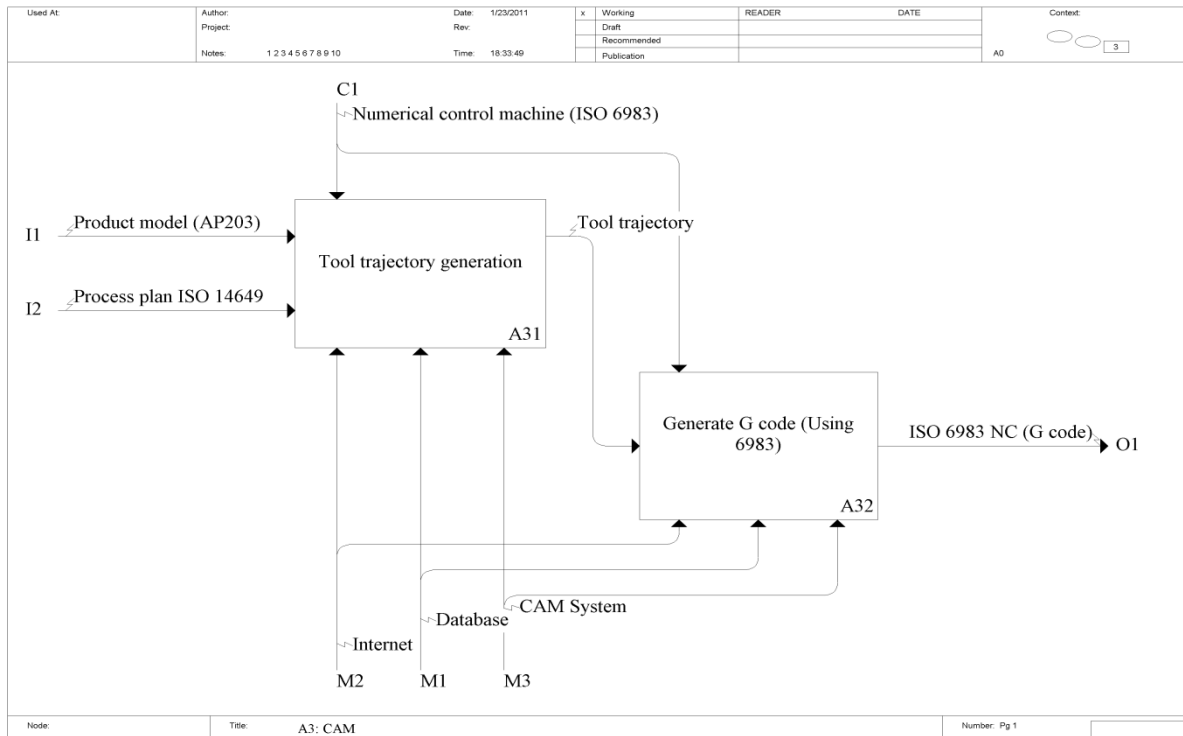 Used At:
Author:
Date: 1/23/2011
x Working
READER
DATE
Context:
Project:
Rev:
Draft
Recommended
Notes: 1 2 3 4 5 6 7 8 9 10
Time: 18:33:49
Publication
A0
3
C1
Numerical control machine (ISO 6983)
I1
Product model (AP203)
Tool trajectory
Tool trajectory generation
I2
Process plan ISO 14649
A31
Generate G code (Using
6983)
ISO 6983 NC (G code)
O1
A32
CAM System
Database
Internet
M2
M1
M3
Node:
Title: A3: CAM
Number: Pg 1